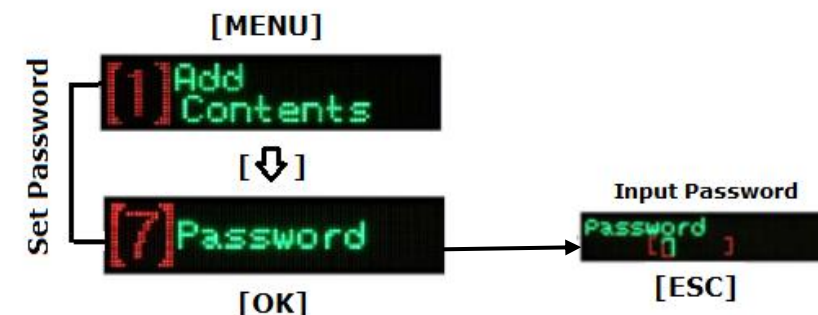 [MENU]
Set Password
[1] Add
Contents
[⇩]
[7] Password
[OK]
Input Password
Password
[▯ ]
[ESC]